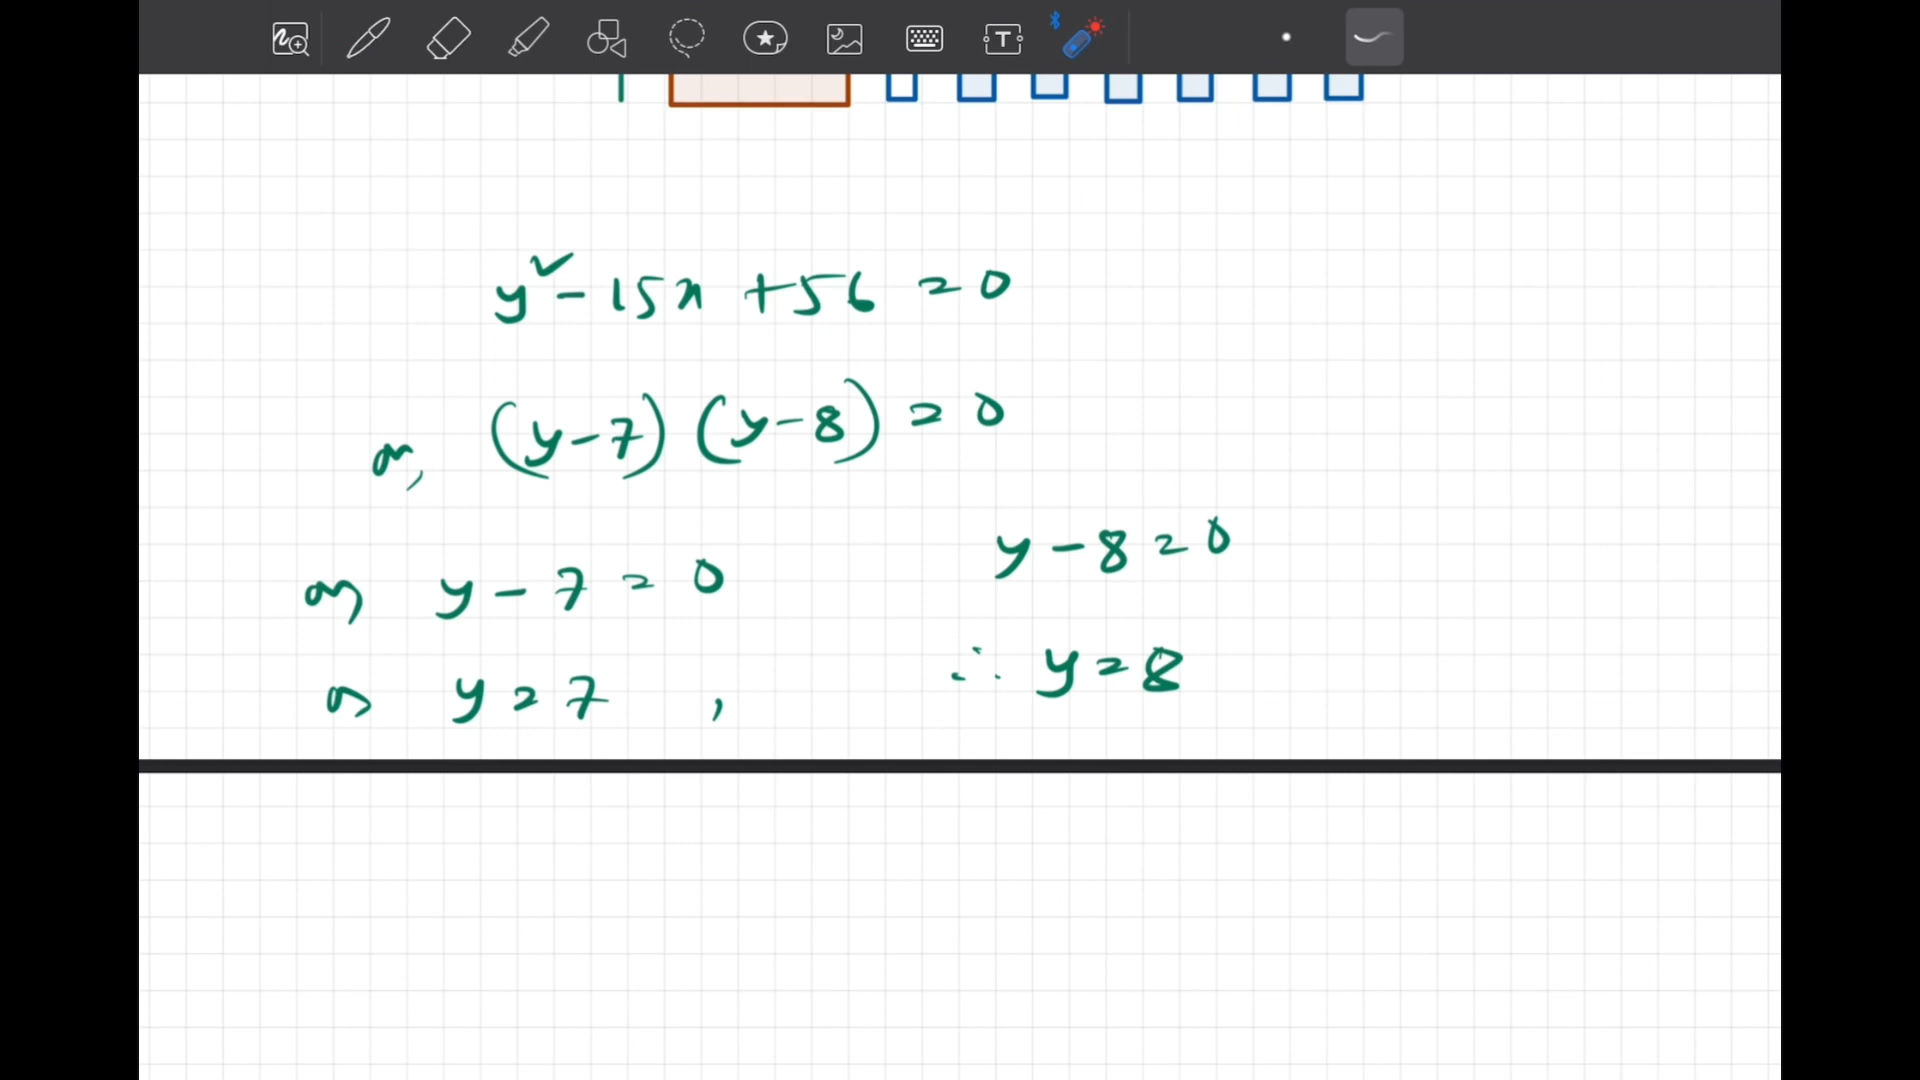 y² - 15x + 56 = 0
or, (y-7) (y-8) = 0
or, y - 7 = 0 y - 8 = 0
or y = 7 , ∴ y = 8